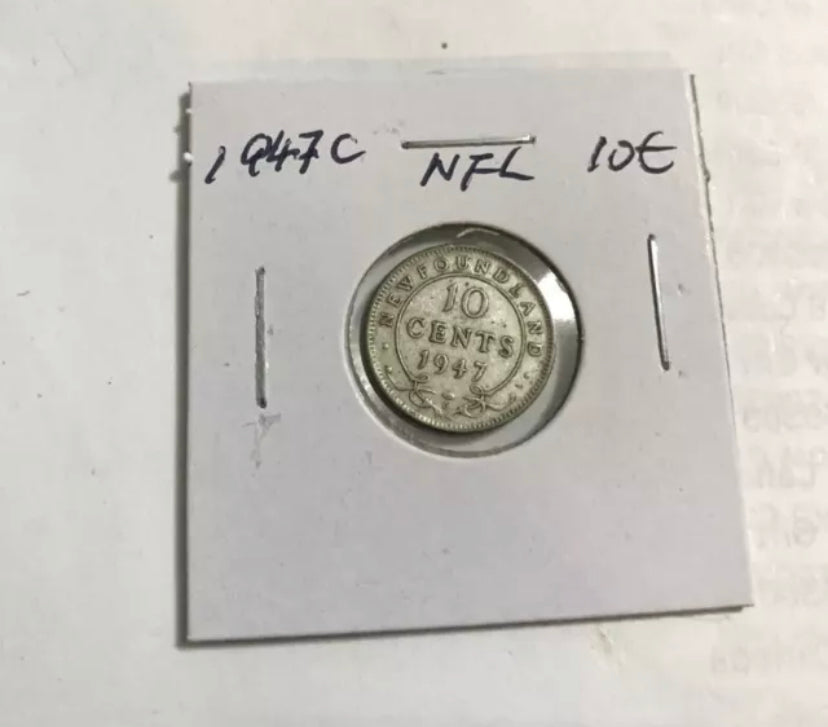 1947C NFL 10¢
NEWFOUNDLAND
10
CENTS
1947